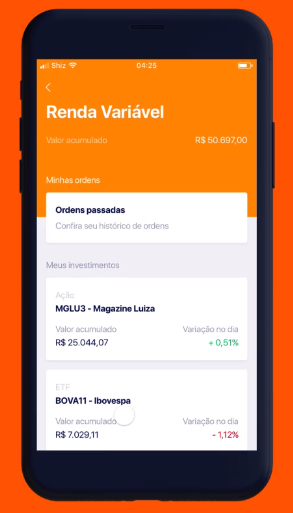 Shiz 04:25
Renda Variável
Valor acumulado R$ 50.697,00
Minhas ordens
Ordens passadas
Confira seu histórico de ordens
Meus investimentos
Ação
MGLU3 - Magazine Luiza
Valor acumulado Variação no dia
R$ 25.044,07 + 0,51%
ETF
BOVA11 - Ibovespa
Valor acumulado Variação no dia
R$ 7.029,11 - 1,12%